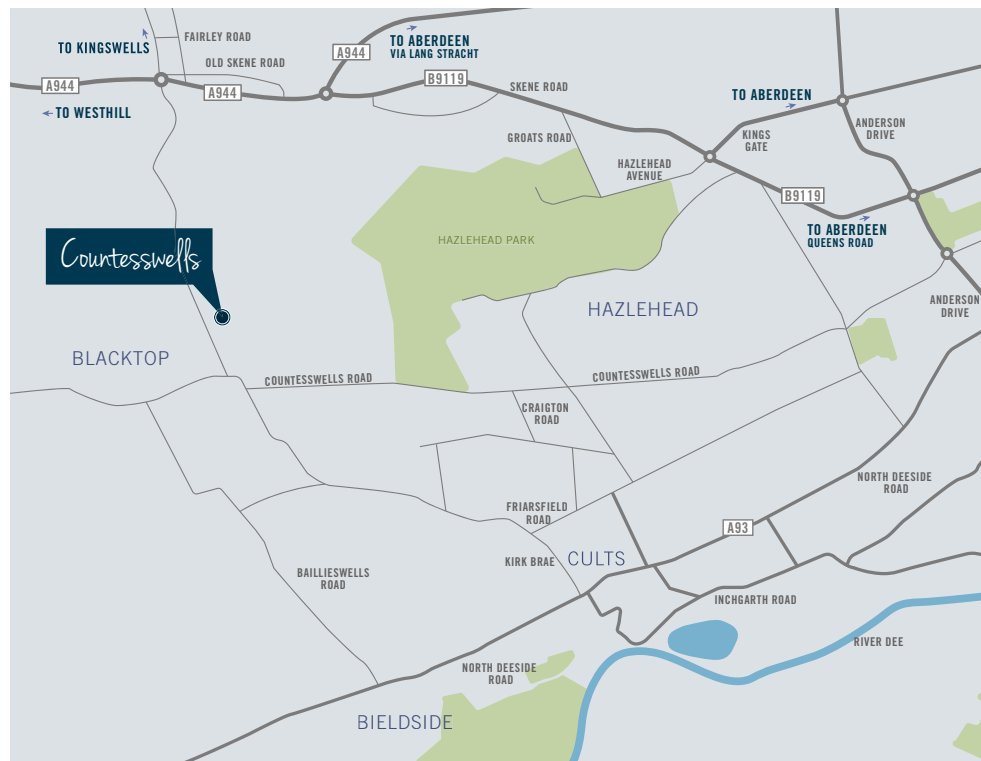 FAIRLEY ROAD
TO KINGSWELLS
OLD SKENE ROAD
A944
TO ABERDEEN
VIA LANG STRACHT
A944
A944
B9119
SKENE ROAD
TO WESTHILL
TO ABERDEEN
ANDERSON
DRIVE
KINGS
GATE
GROATS ROAD
HAZLEHEAD
AVENUE
B9119
TO ABERDEEN
QUEENS ROAD
HAZLEHEAD PARK
Countesswells
ANDERSON
DRIVE
HAZLEHEAD
BLACKTOP
COUNTESSWELLS ROAD
COUNTESSWELLS ROAD
CRAIGTON
ROAD
NORTH DEESIDE
ROAD
FRIARSFIELD
ROAD
A93
KIRK BRAE
CULTS
BAILLIESWELLS
ROAD
INCHGARTH ROAD
RIVER DEE
NORTH DEESIDE
ROAD
BIELDSIDE